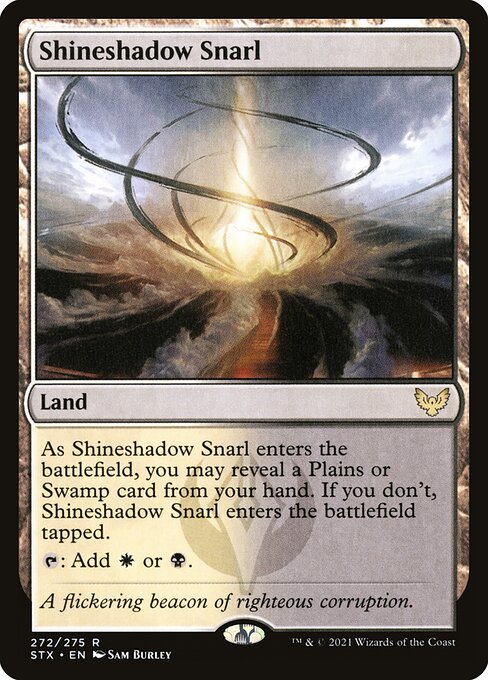 Shineshadow Snarl
Land
As Shineshadow Snarl enters the
battlefield, you may reveal a Plains or
Swamp card from your hand. If you don't,
Shineshadow Snarl enters the battlefield
tapped.
: Add or .
A flickering beacon of righteous corruption.
272/275 R
STX • EN Sam Burley
™ & © 2021 Wizards of the Coast